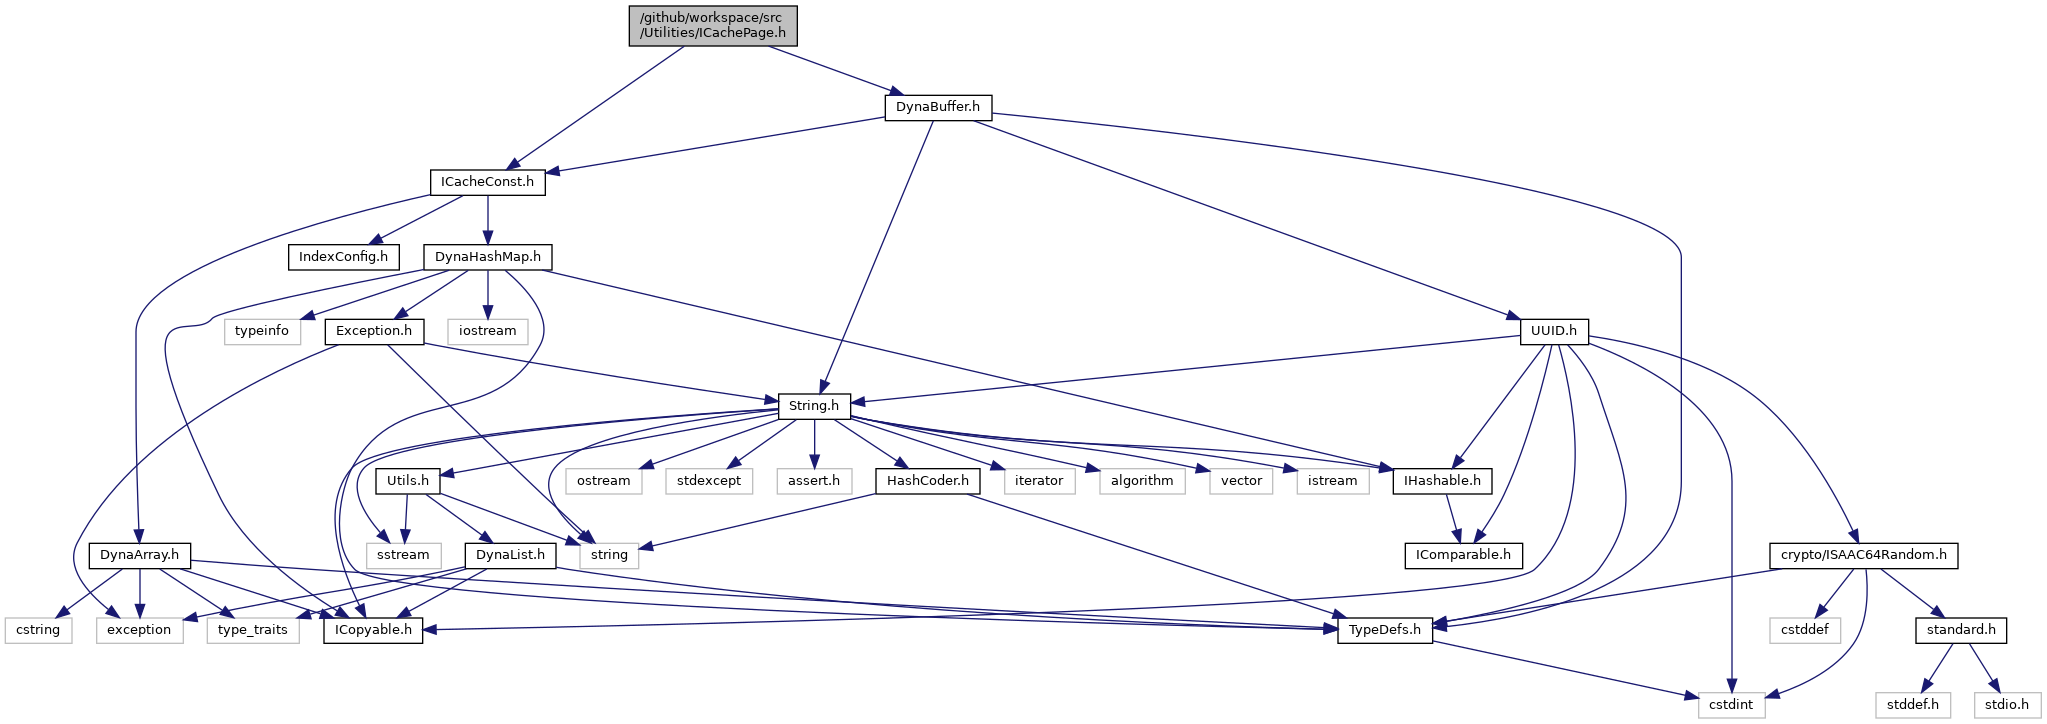 /github/workspace/src
/Utilities/ICachePage.h
DynaBuffer.h
ICacheConst.h
IndexConfig.h
DynaHashMap.h
typeinfo
Exception.h
iostream
UUID.h
String.h
Utils.h
ostream
stdexcept
assert.h
HashCoder.h
iterator
algorithm
vector
istream
IHashable.h
DynaArray.h
sstream
DynaList.h
string
IComparable.h
crypto/ISAAC64Random.h
cstring
exception
type_traits
ICopyable.h
TypeDefs.h
cstddef
standard.h
cstdint
stddef.h
stdio.h